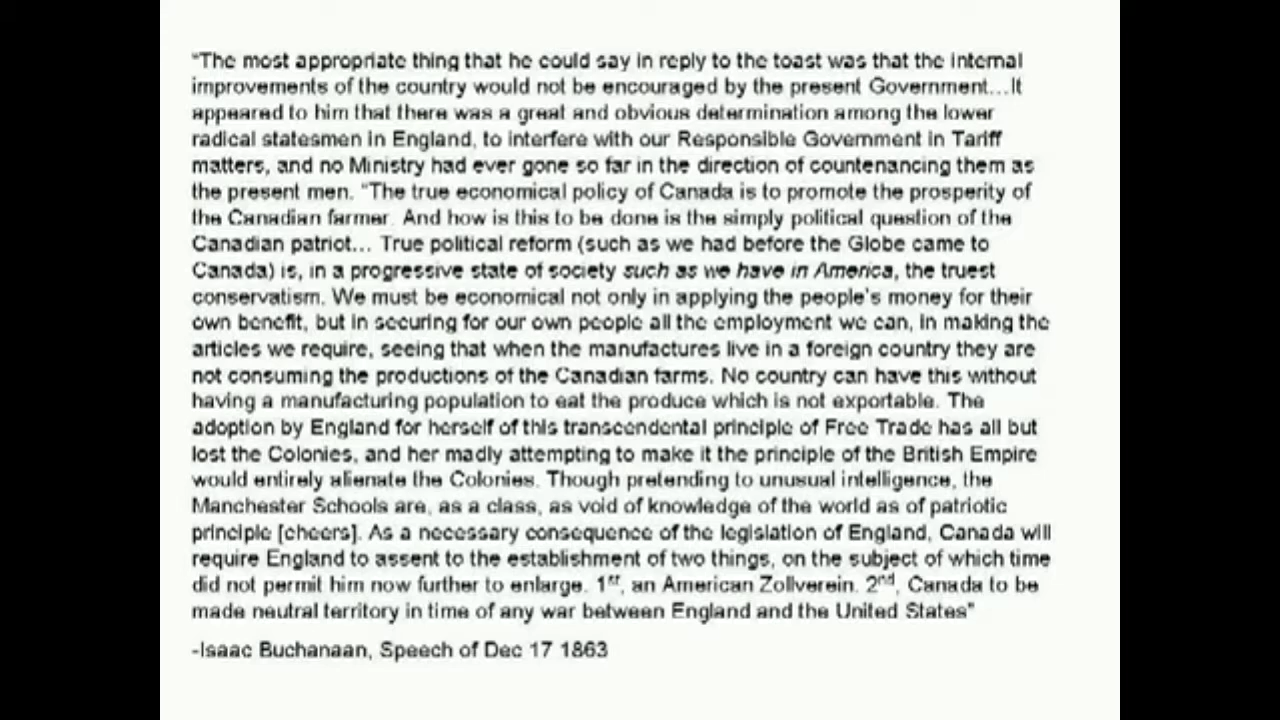 "The most appropriate thing that he could say in reply to the toast was that the internal
improvements of the country would not be encouraged by the present Government...It
appeared to him that there was a great and obvious determination among the lower
radical statesmen in England, to interfere with our Responsible Government in Tariff
matters, and no Ministry had ever gone so far in the direction of countenancing them as
the present men. "The true economical policy of Canada is to promote the prosperity of
the Canadian farmer. And how is this to be done is the simply political question of the
Canadian patriot... True political reform (such as we had before the Globe came to
Canada) is, in a progressive state of society such as we have in America, the truest
conservatism. We must be economical not only in applying the people's money for their
own benefit, but in securing for our own people all the employment we can, in making the
articles we require, seeing that when the manufactures live in a foreign country they are
not consuming the productions of the Canadian farms. No country can have this without
having a manufacturing population to eat the produce which is not exportable. The
adoption by England for herself of this transcendental principle of Free Trade has all but
lost the Colonies, and her madly attempting to make it the principle of the British Empire
would entirely alienate the Colonies. Though pretending to unusual intelligence, the
Manchester Schools are, as a class, as void of knowledge of the world as of patriotic
principle [cheers]. As a necessary consequence of the legislation of England, Canada will
require England to assent to the establishment of two things, on the subject of which time
did not permit him now further to enlarge. 1st, an American Zollverein. 2nd, Canada to be
made neutral territory in time of any war between England and the United States"
-Isaac Buchanaan, Speech of Dec 17 1863